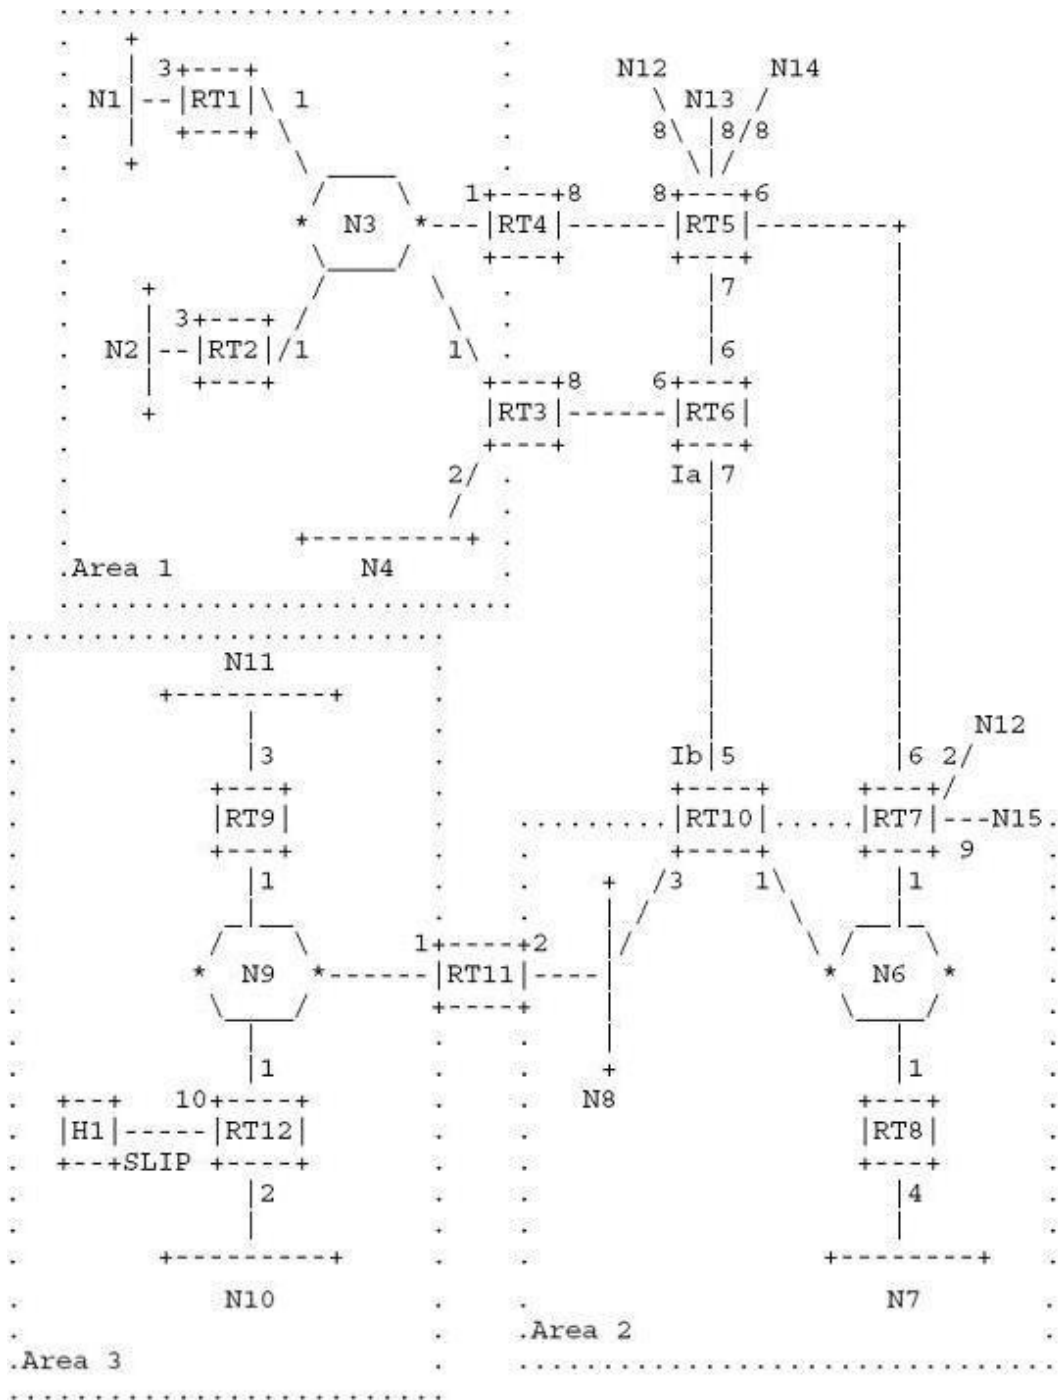 3
N1 RT1 1
N12 N14
N13
8 8 8
1 8 8 6
N3 RT4 RT5
7
3
N2 RT2 1 1 6
8 6
RT3 RT6
2 Ia 7
Area 1 N4
N11
N12
3 Ib 5 6 2
RT9 RT10 RT7 N15
9
1 3 1 1
1 2
N9 RT11 N6
1 1
10 N8
H1 RT12 RT8
SLIP
2 4
N10 N7
Area 2
Area 3